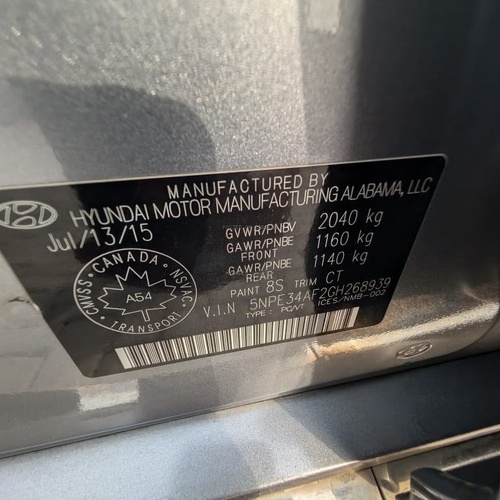 MANUFACTURED BY
HYUNDAI MOTOR MANUFACTURING ALABAMA, LLC
Jul/13/15
GVWR/PNBV 2040 kg
GAWR/PNBE FRONT 1160 kg
GAWR/PNBE REAR 1140 kg
PAINT 8S TRIM CT
V.I.N 5NPE34AF2GH268939
TYPE : PC/VT ICES/NMB-002
CANADA
CMVSS NSVAC
A54
TRANSPORT